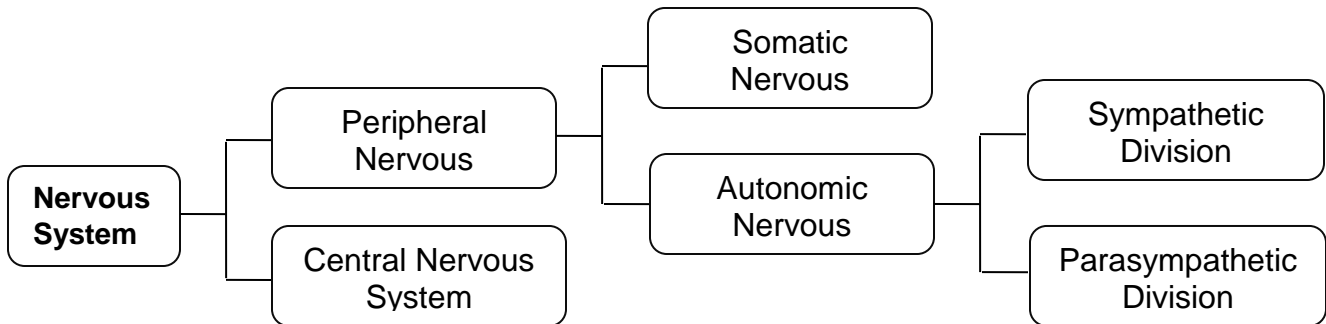 Nervous
System
Peripheral
Nervous
Central Nervous
System
Somatic
Nervous
Autonomic
Nervous
Sympathetic
Division
Parasympathetic
Division